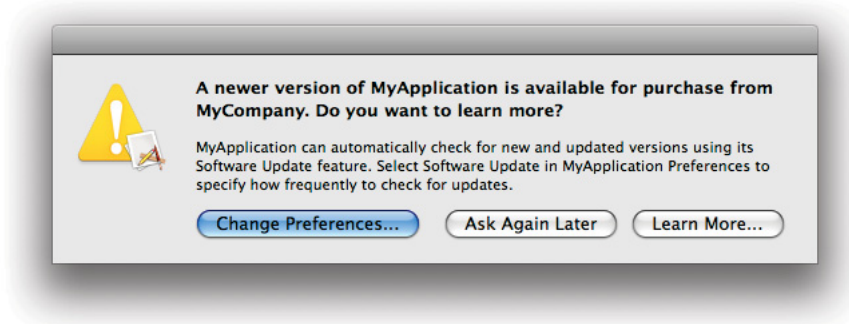 A newer version of MyApplication is available for purchase from
MyCompany. Do you want to learn more?
MyApplication can automatically check for new and updated versions using its
Software Update feature. Select Software Update in MyApplication Preferences to
specify how frequently to check for updates.
Change Preferences... Ask Again Later Learn More...